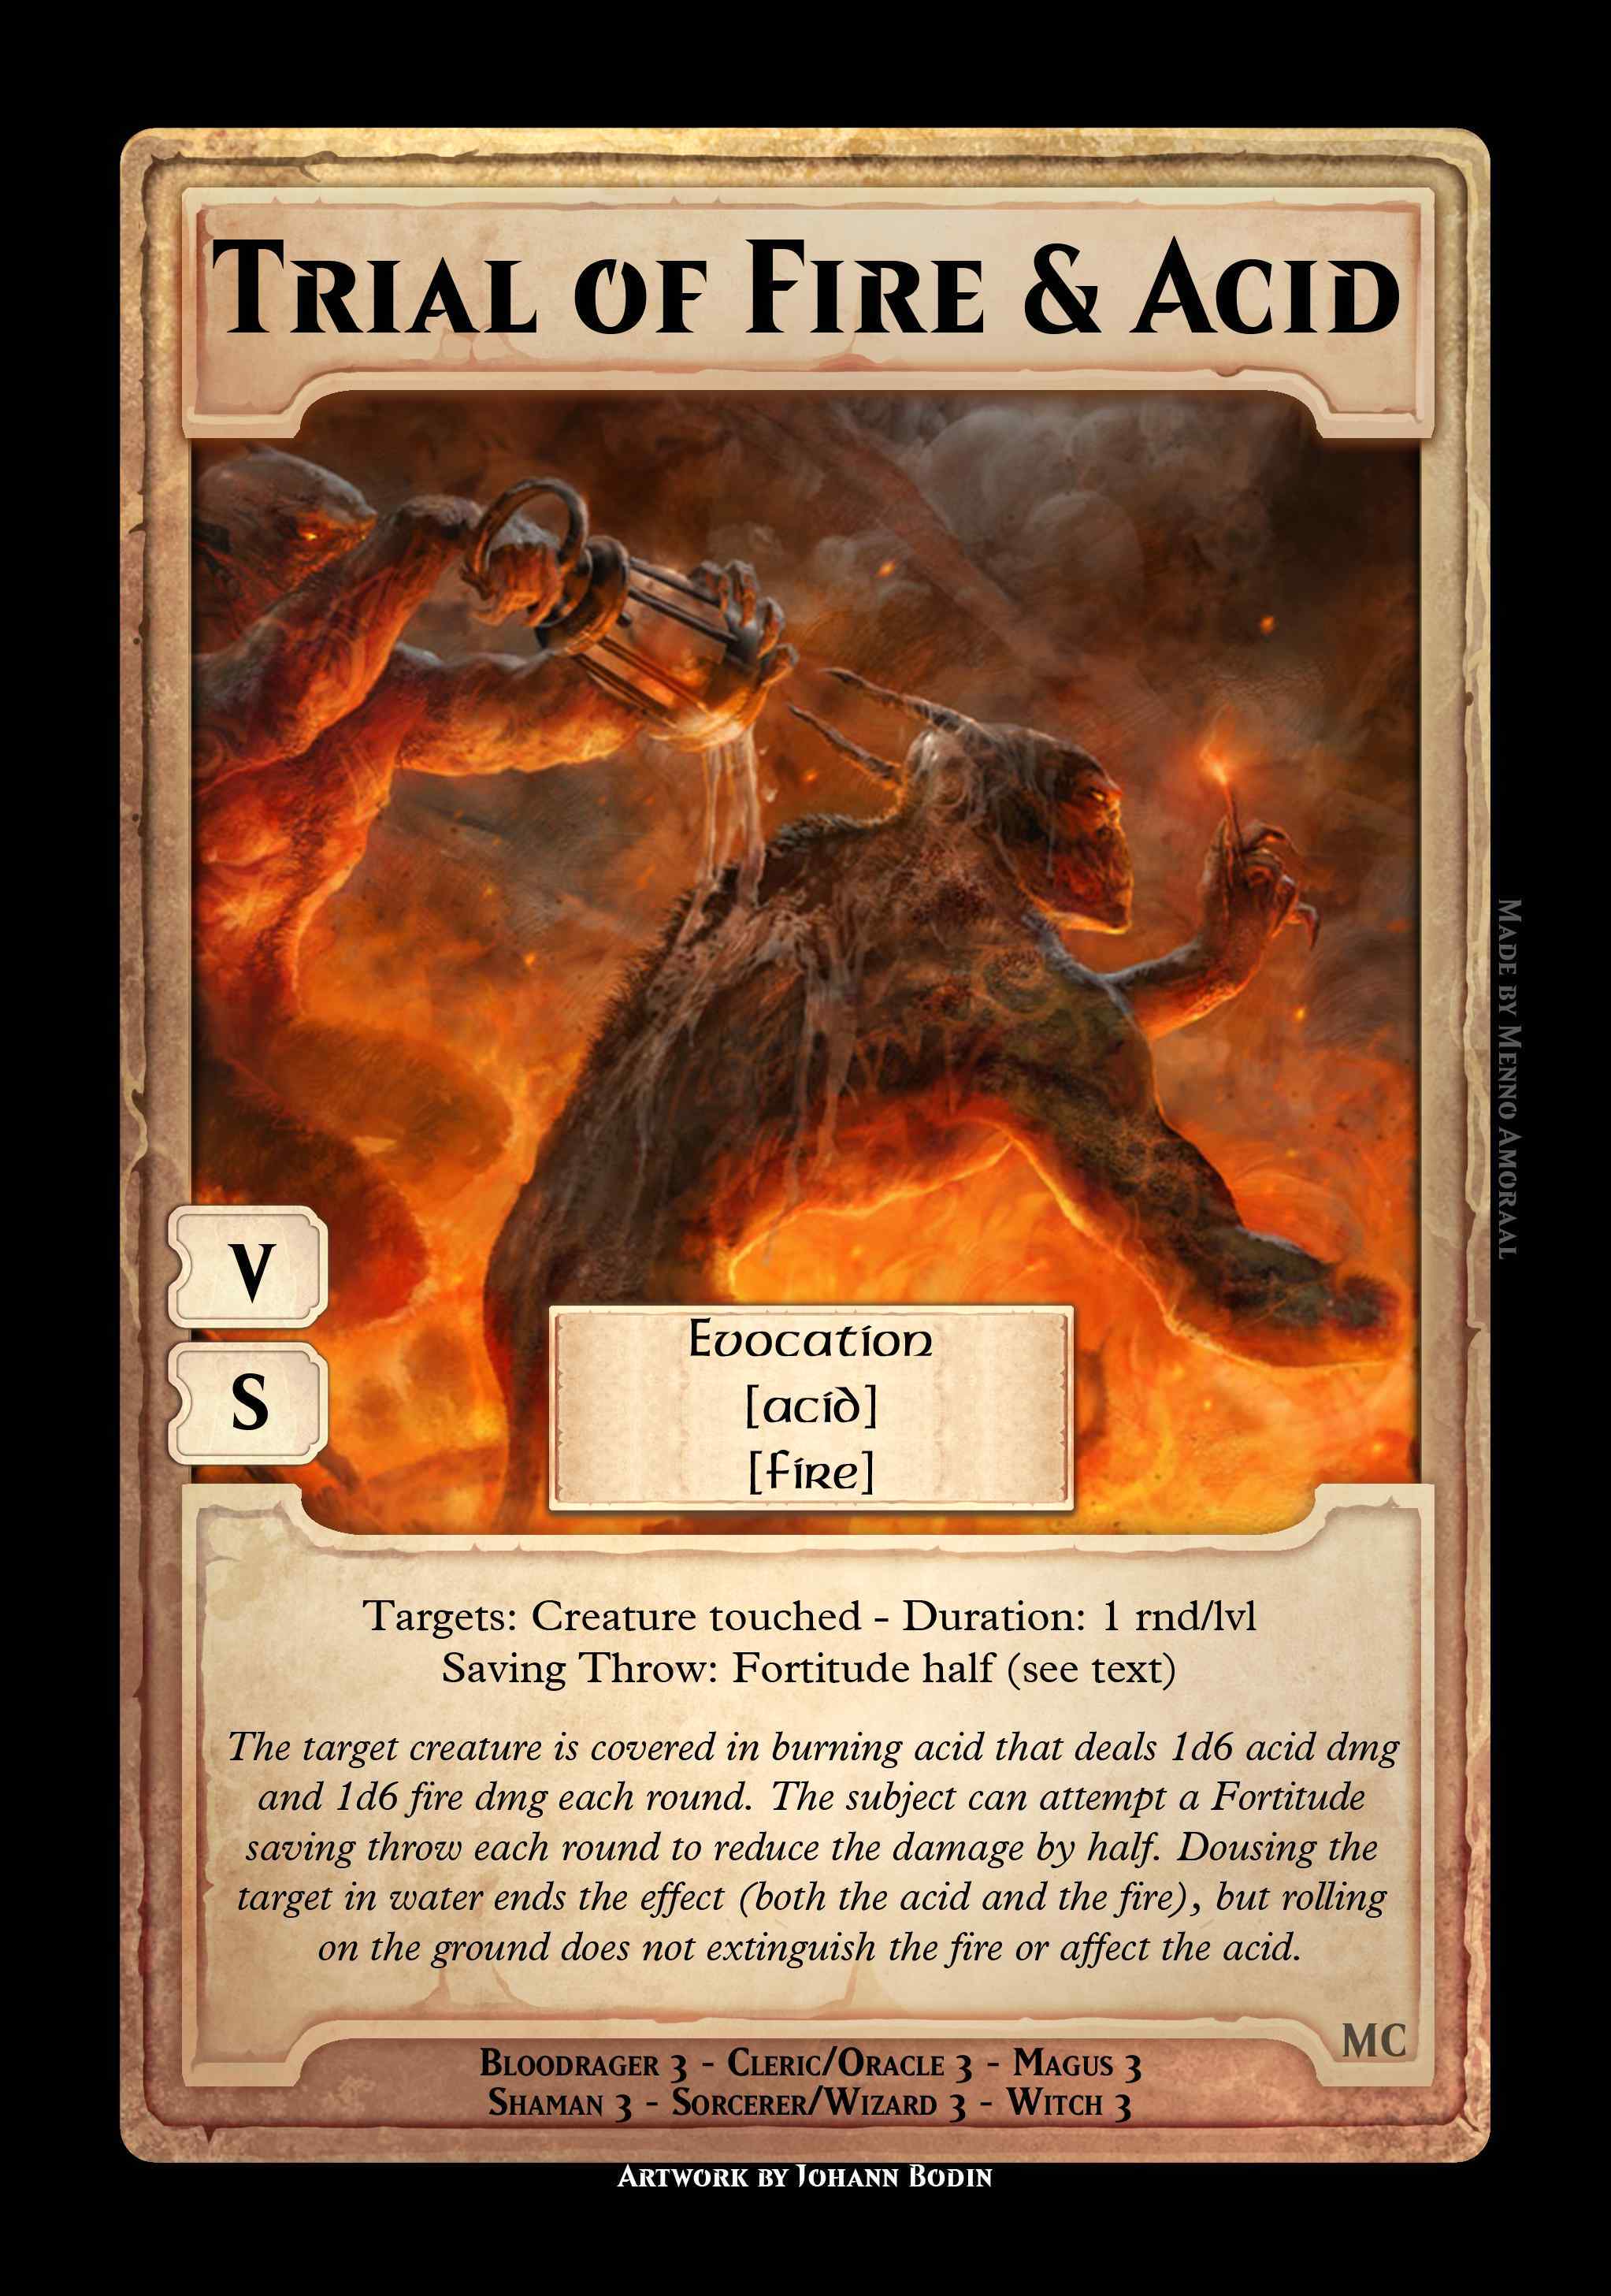 Trial of Fire & Acid
V
S
Evocation
[acid]
[fire]
Targets: Creature touched - Duration: 1 rnd/lvl
Saving Throw: Fortitude half (see text)
The target creature is covered in burning acid that deals 1d6 acid dmg
and 1d6 fire dmg each round. The subject can attempt a Fortitude
saving throw each round to reduce the damage by half. Dousing the
target in water ends the effect (both the acid and the fire), but rolling
on the ground does not extinguish the fire or affect the acid.
MC
Bloodrager 3 - Cleric/Oracle 3 - Magus 3
Shaman 3 - Sorcerer/Wizard 3 - Witch 3
Artwork by Johann Bodin
Made by Menno Amoraal